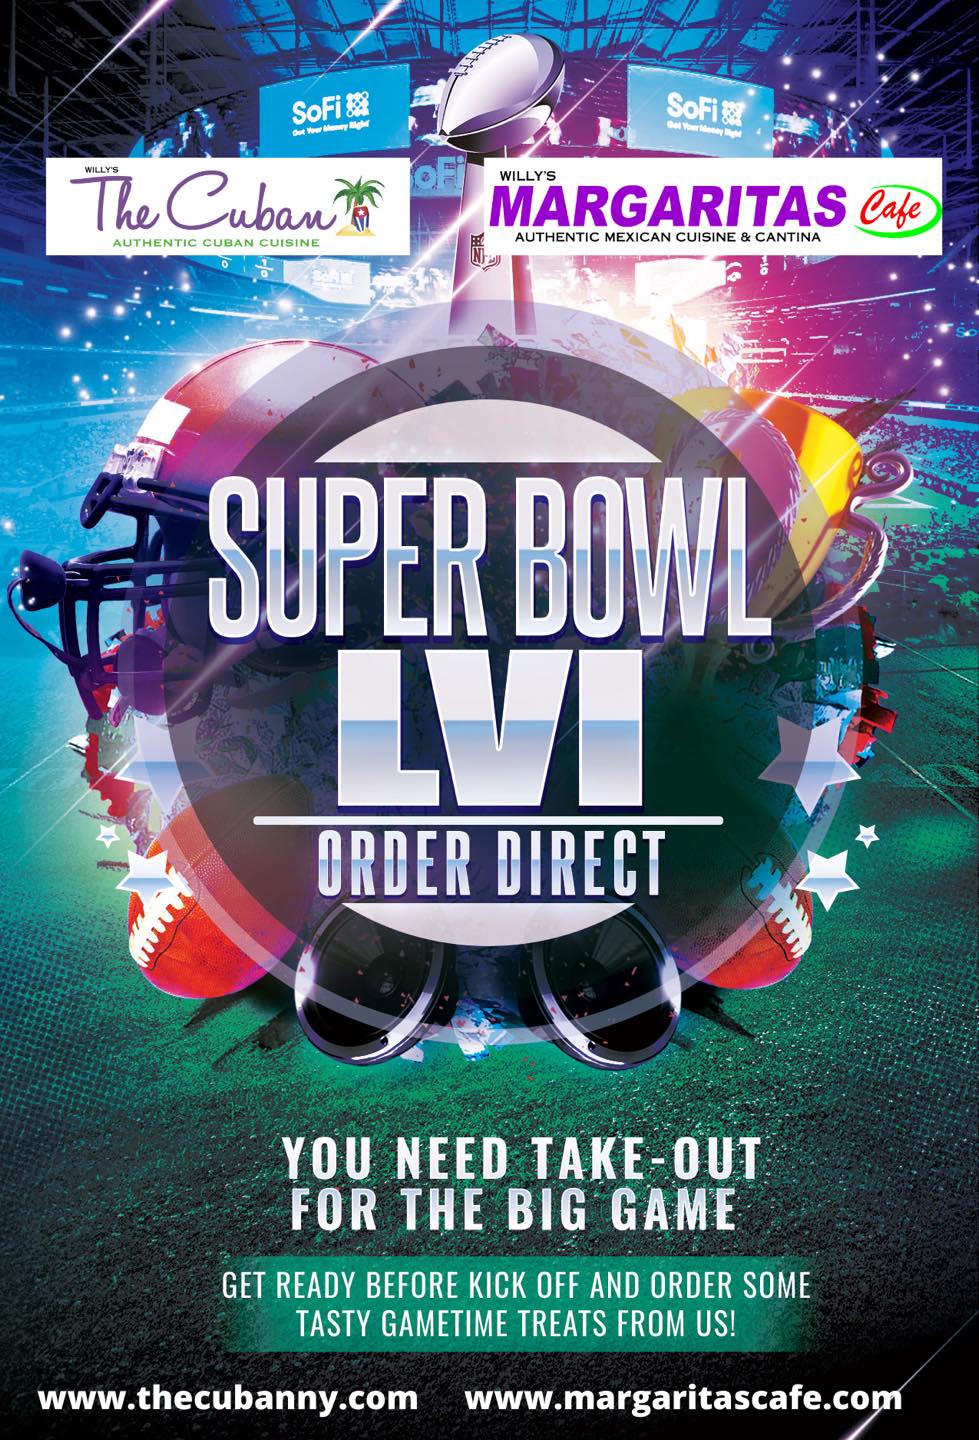 SoFi
Get Your Money Right
SoFi
Get Your Money Right
WILLY'S
The Cuban
AUTHENTIC CUBAN CUISINE
WILLY'S
MARGARITAS Cafe
AUTHENTIC MEXICAN CUISINE & CANTINA
NFL
SUPER BOWL
LVI
ORDER DIRECT
YOU NEED TAKE-OUT
FOR THE BIG GAME
GET READY BEFORE KICK OFF AND ORDER SOME
TASTY GAMETIME TREATS FROM US!
www.thecubanny.com
www.margaritascafe.com